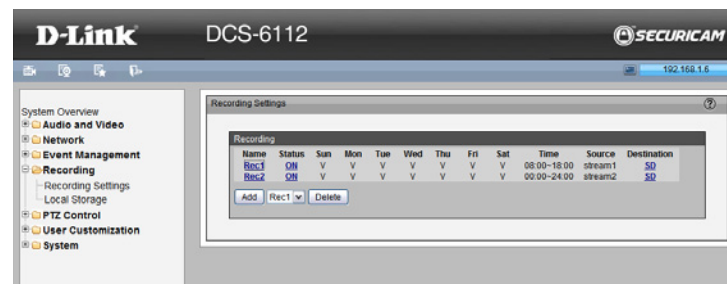 D-Link DCS-6112 SECURICAM
192.168.1.6
System Overview
Audio and Video
Network
Event Management
Recording
Recording Settings
Local Storage
PTZ Control
User Customization
System
Recording Settings
Recording
Name Status Sun Mon Tue Wed Thu Fri Sat Time Source Destination
Rec1 ON V V V V V V V 08:00~18:00 stream1 SD
Rec2 ON V V V V V V V 00:00~24:00 stream2 SD
Add Rec1 Delete